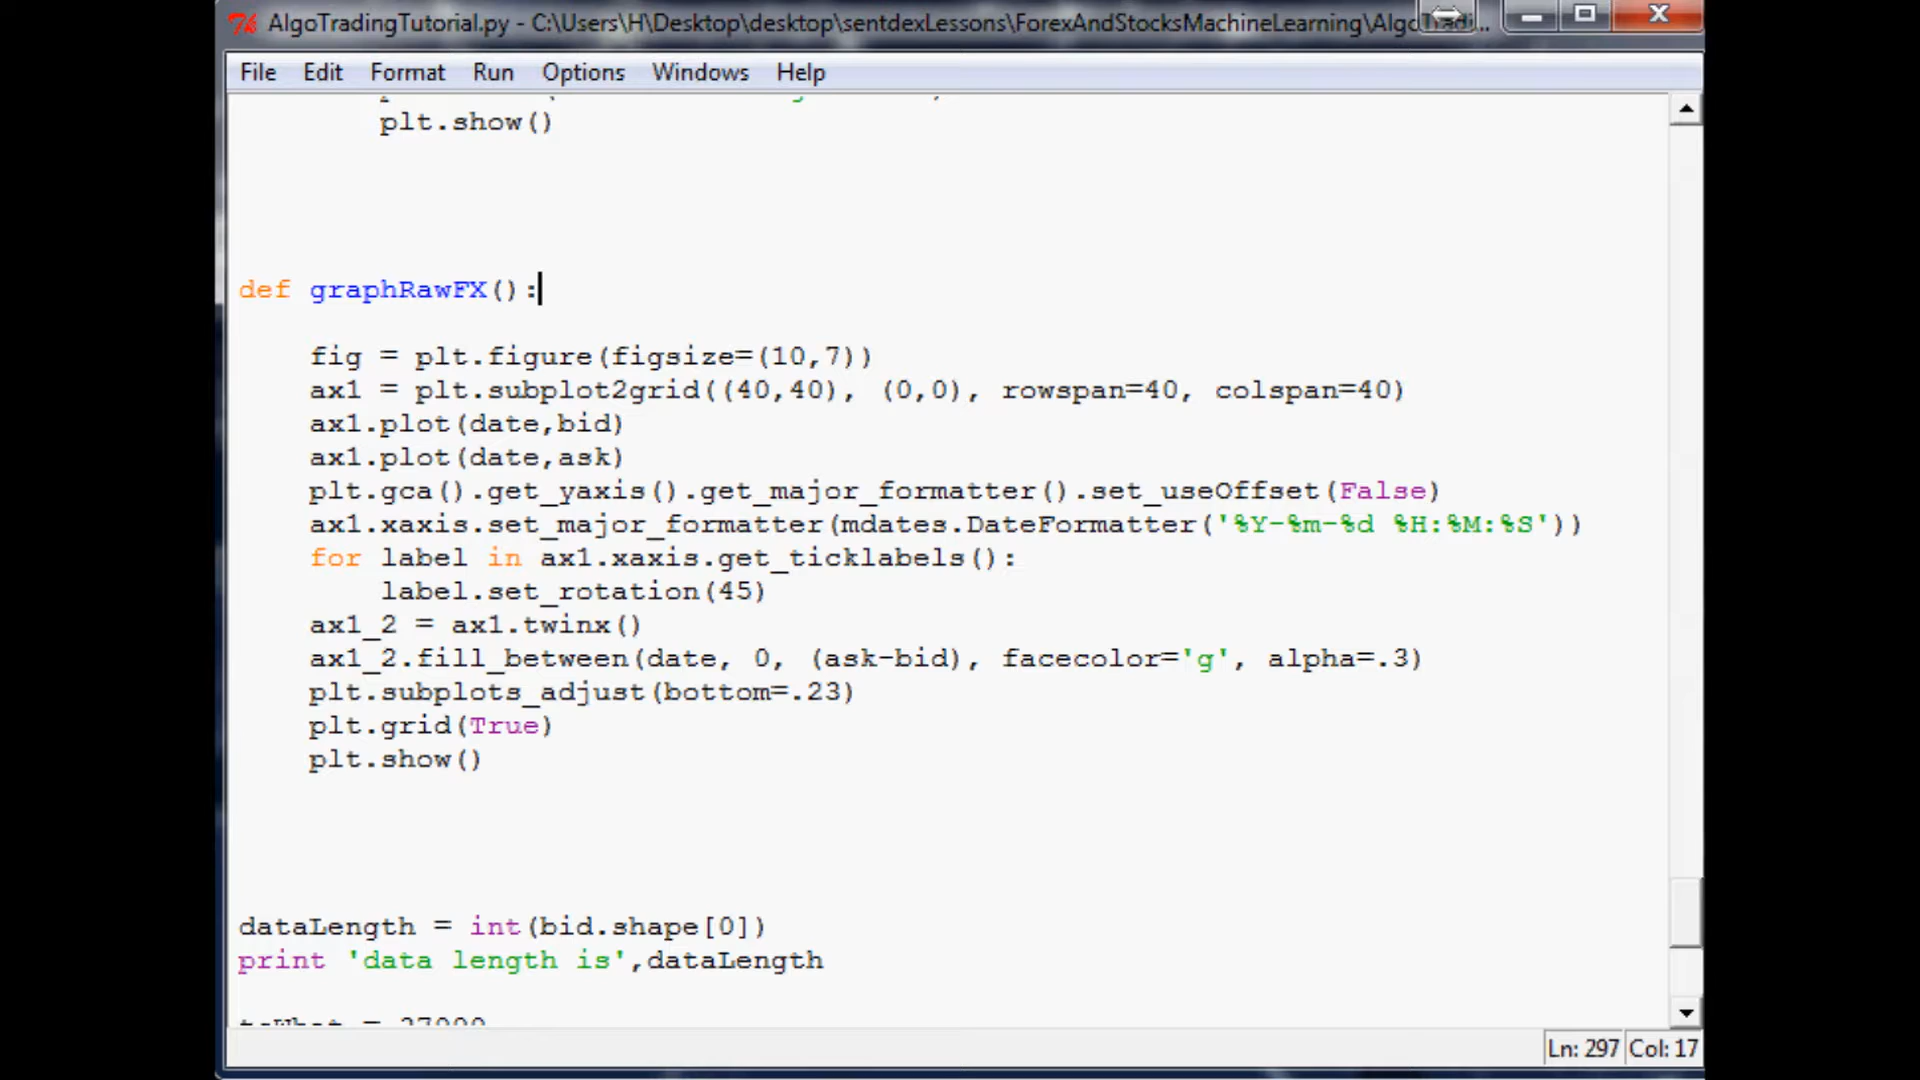 AlgoTradingTutorial.py - C:\Users\H\Desktop\desktop\sentdexLessons\ForexAndStocksMachineLearning\AlgoTradi...
File Edit Format Run Options Windows Help
plt.show()
def graphRawFX():
fig = plt.figure(figsize=(10,7))
ax1 = plt.subplot2grid((40,40), (0,0), rowspan=40, colspan=40)
ax1.plot(date,bid)
ax1.plot(date,ask)
plt.gca().get_yaxis().get_major_formatter().set_useOffset(False)
ax1.xaxis.set_major_formatter(mdates.DateFormatter('%Y-%m-%d %H:%M:%S'))
for label in ax1.xaxis.get_ticklabels():
label.set_rotation(45)
ax1_2 = ax1.twinx()
ax1_2.fill_between(date, 0, (ask-bid), facecolor='g', alpha=.3)
plt.subplots_adjust(bottom=.23)
plt.grid(True)
plt.show()
dataLength = int(bid.shape[0])
print 'data length is',dataLength
Ln: 297 Col: 17